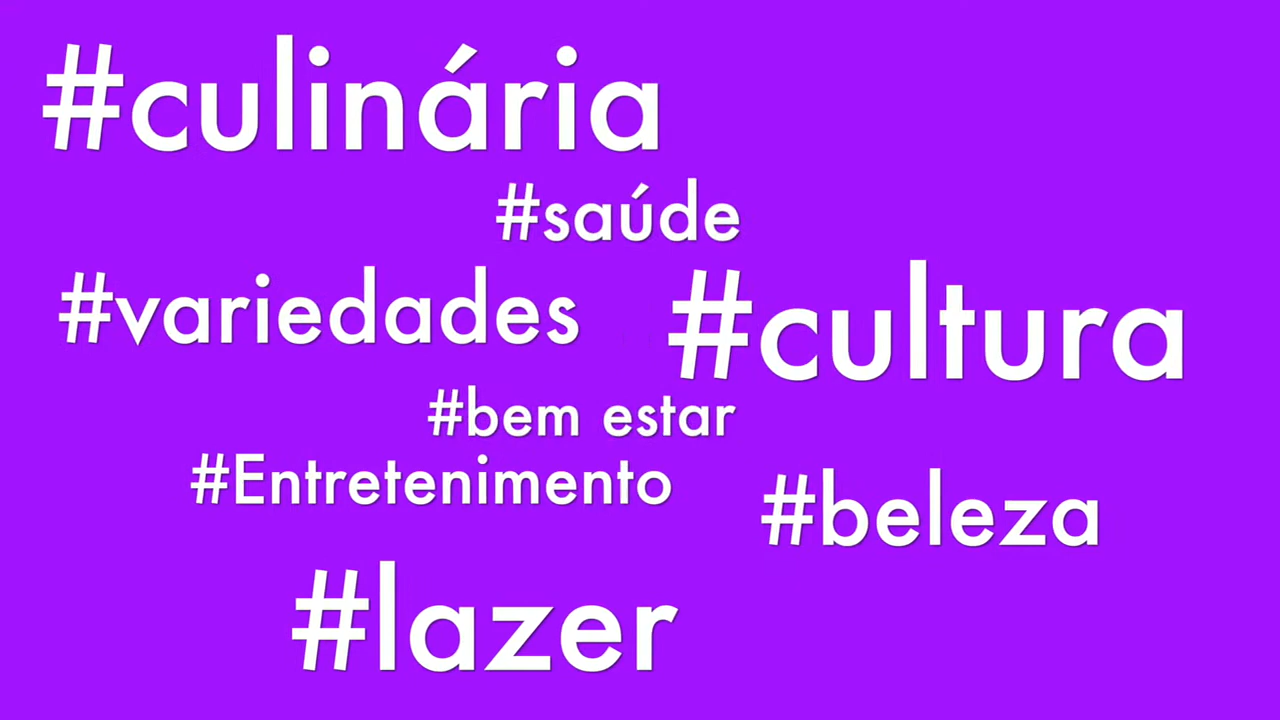 #culinária
#saúde
#variedades
#cultura
#bem estar
#Entretenimento
#beleza
#lazer